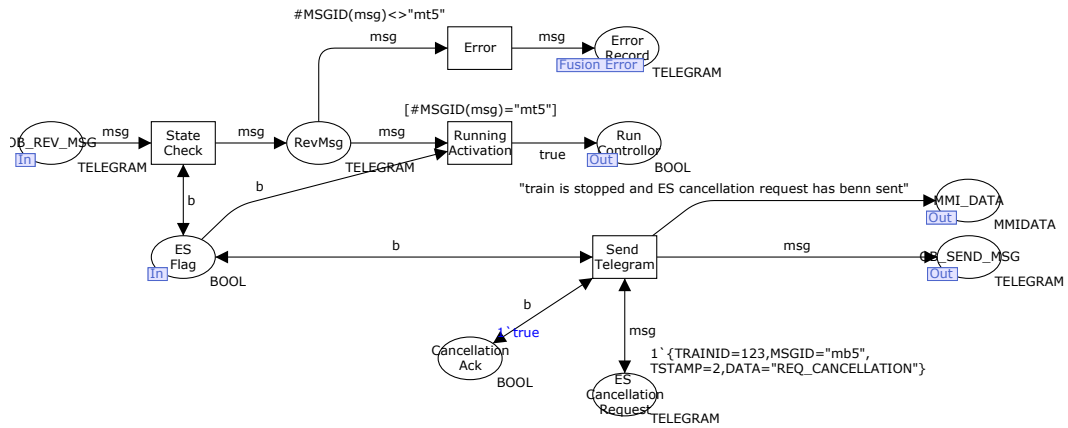 #MSGID(msg)<>"mt5"
msg
Error
msg
Error
Record
Fusion Error
TELEGRAM
[#MSGID(msg)="mt5"]
OB_REV_MSG
In
TELEGRAM
msg
State
Check
msg
RevMsg
TELEGRAM
msg
Running
Activation
true
Run
Controllor
Out
BOOL
b
b
"train is stopped and ES cancellation request has benn sent"
MMI_DATA
Out
MMIDATA
ES
Flag
In
BOOL
b
Send
Telegram
msg
OB_SEND_MSG
Out
TELEGRAM
b
1`true
Cancellation
Ack
BOOL
msg
1`{TRAINID=123,MSGID="mb5",
TSTAMP=2,DATA="REQ_CANCELLATION"}
ES
Cancellation
Request
TELEGRAM